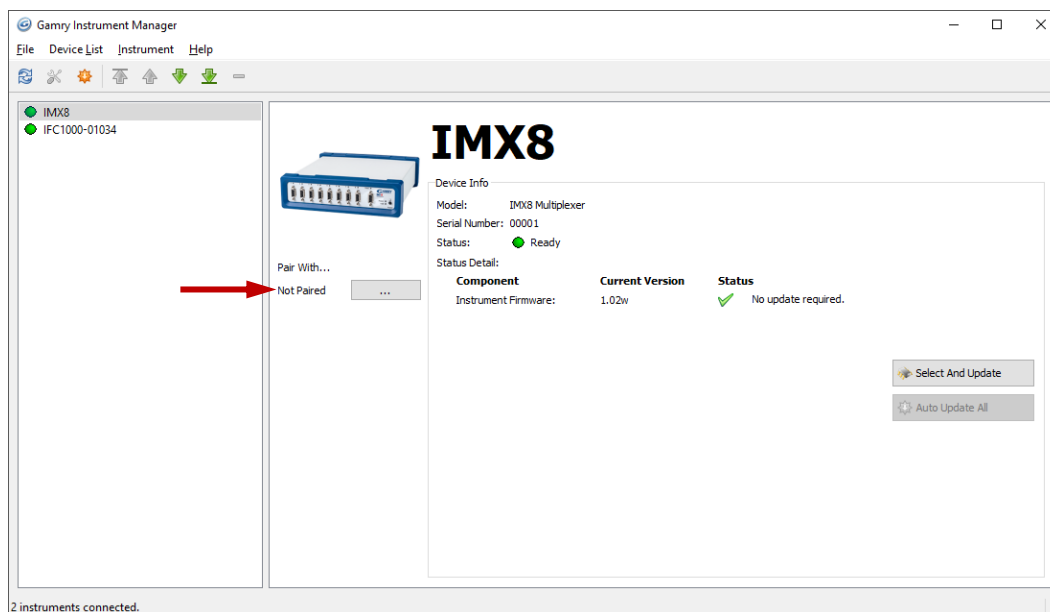 Gamry Instrument Manager
File Device List Instrument Help
IMX8
IFC1000-01034
IMX8
Device Info
Model: IMX8 Multiplexer
Serial Number: 00001
Status: Ready
Status Detail:
Pair With...
Component Current Version Status
Not Paired ...
Instrument Firmware: 1.02w No update required.
Select And Update
Auto Update All
2 instruments connected.